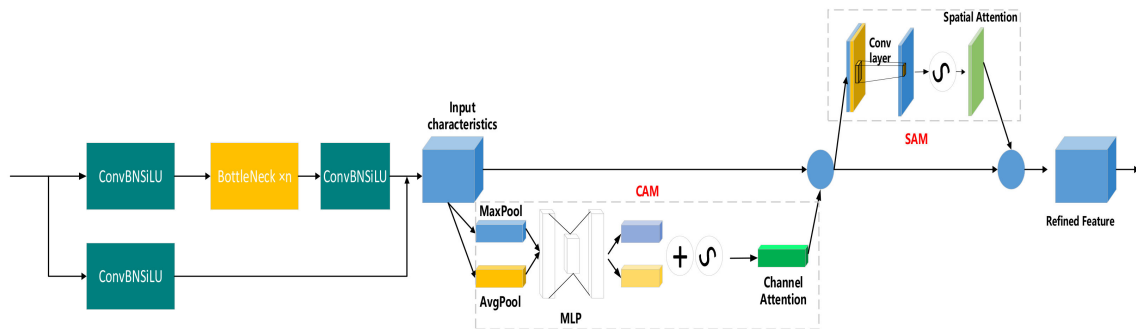 Spatial Attention
Conv
layer
SAM
Input
characteristics
ConvBNSiLU
BottleNeck ×n
ConvBNSiLU
CAM
Refined Feature
MaxPool
ConvBNSiLU
+
AvgPool
Channel
Attention
MLP